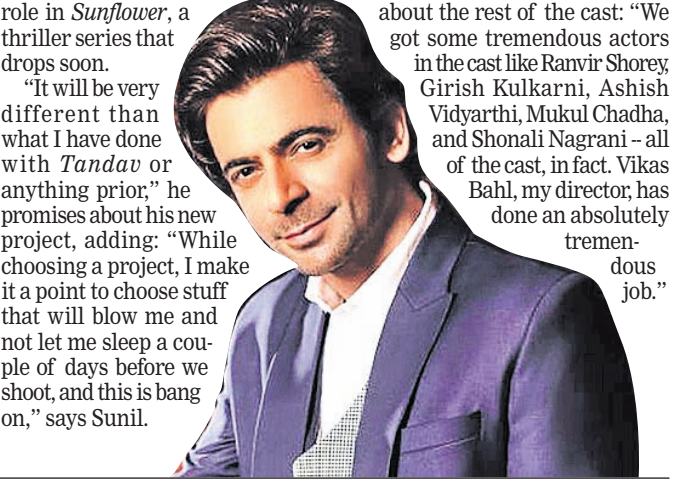 role in Sunflower, a
thriller series that
drops soon.
“It will be very
different than
what I have done
with Tandav or
anything prior,” he
promises about his new
project, adding: “While
choosing a project, I make
it a point to choose stuff
that will blow me and
not let me sleep a cou-
ple of days before we
shoot, and this is bang
on,” says Sunil.
about the rest of the cast: “We
got some tremendous actors
in the cast like Ranvir Shorey,
Girish Kulkarni, Ashish
Vidyarthi, Mukul Chadha,
and Shonali Nagrani -- all
of the cast, in fact. Vikas
Bahl, my director, has
done an absolutely
tremen-
dous
job.”